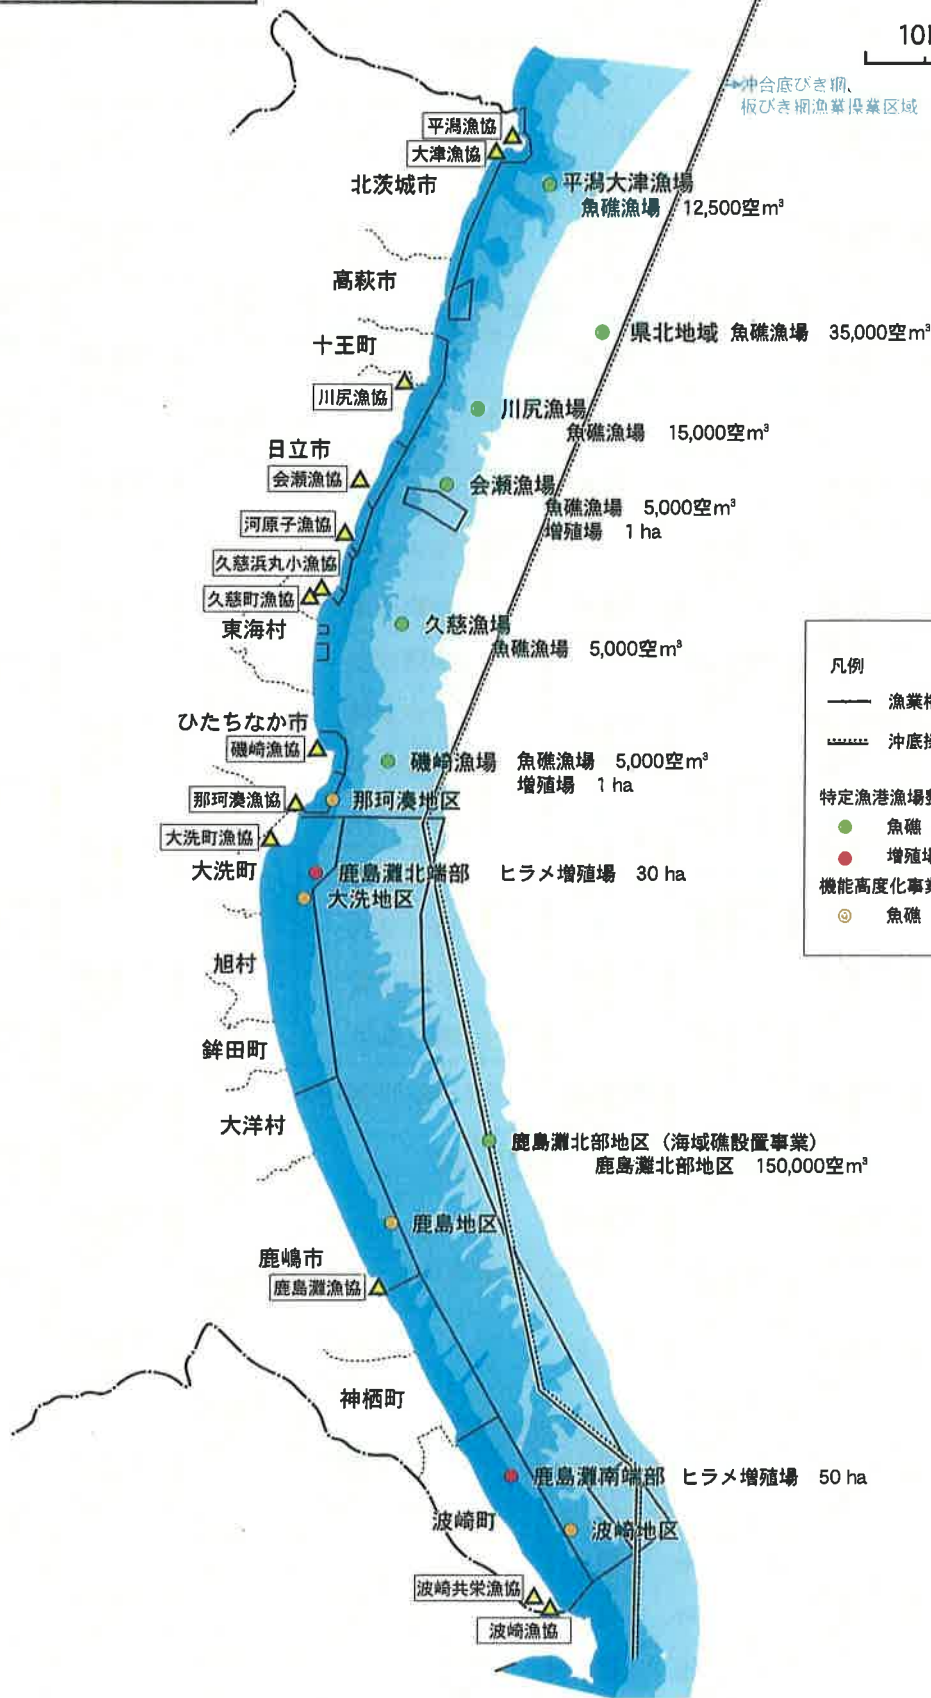 10
沖合底びき網、
板びき網漁業操業区域
平潟漁協
大津漁協
北茨城市
平潟大津漁場
魚礁漁場 12,500空m³
高萩市
県北地域 魚礁漁場 35,000空m³
十王町
川尻漁協
川尻漁場
魚礁漁場 15,000空m³
日立市
会瀬漁協
会瀬漁場
魚礁漁場 5,000空m³
増殖場 1 ha
河原子漁協
久慈浜丸小漁協
久慈町漁協
東海村
久慈漁場
魚礁漁場 5,000空m³
凡例
漁業権
沖底操
特定漁港漁場整
魚礁
増殖場
機能高度化事業
魚礁
ひたちなか市
磯崎漁協
磯崎漁場 魚礁漁場 5,000空m³
増殖場 1 ha
那珂湊漁協
那珂湊地区
大洗町漁協
大洗町
鹿島灘北端部 ヒラメ増殖場 30 ha
大洗地区
旭村
鉾田町
大洋村
鹿島灘北部地区（海域礁設置事業）
鹿島灘北部地区 150,000空m³
鹿島地区
鹿嶋市
鹿島灘漁協
神栖町
鹿島灘南端部 ヒラメ増殖場 50 ha
波崎町
波崎地区
波崎共栄漁協
波崎漁協